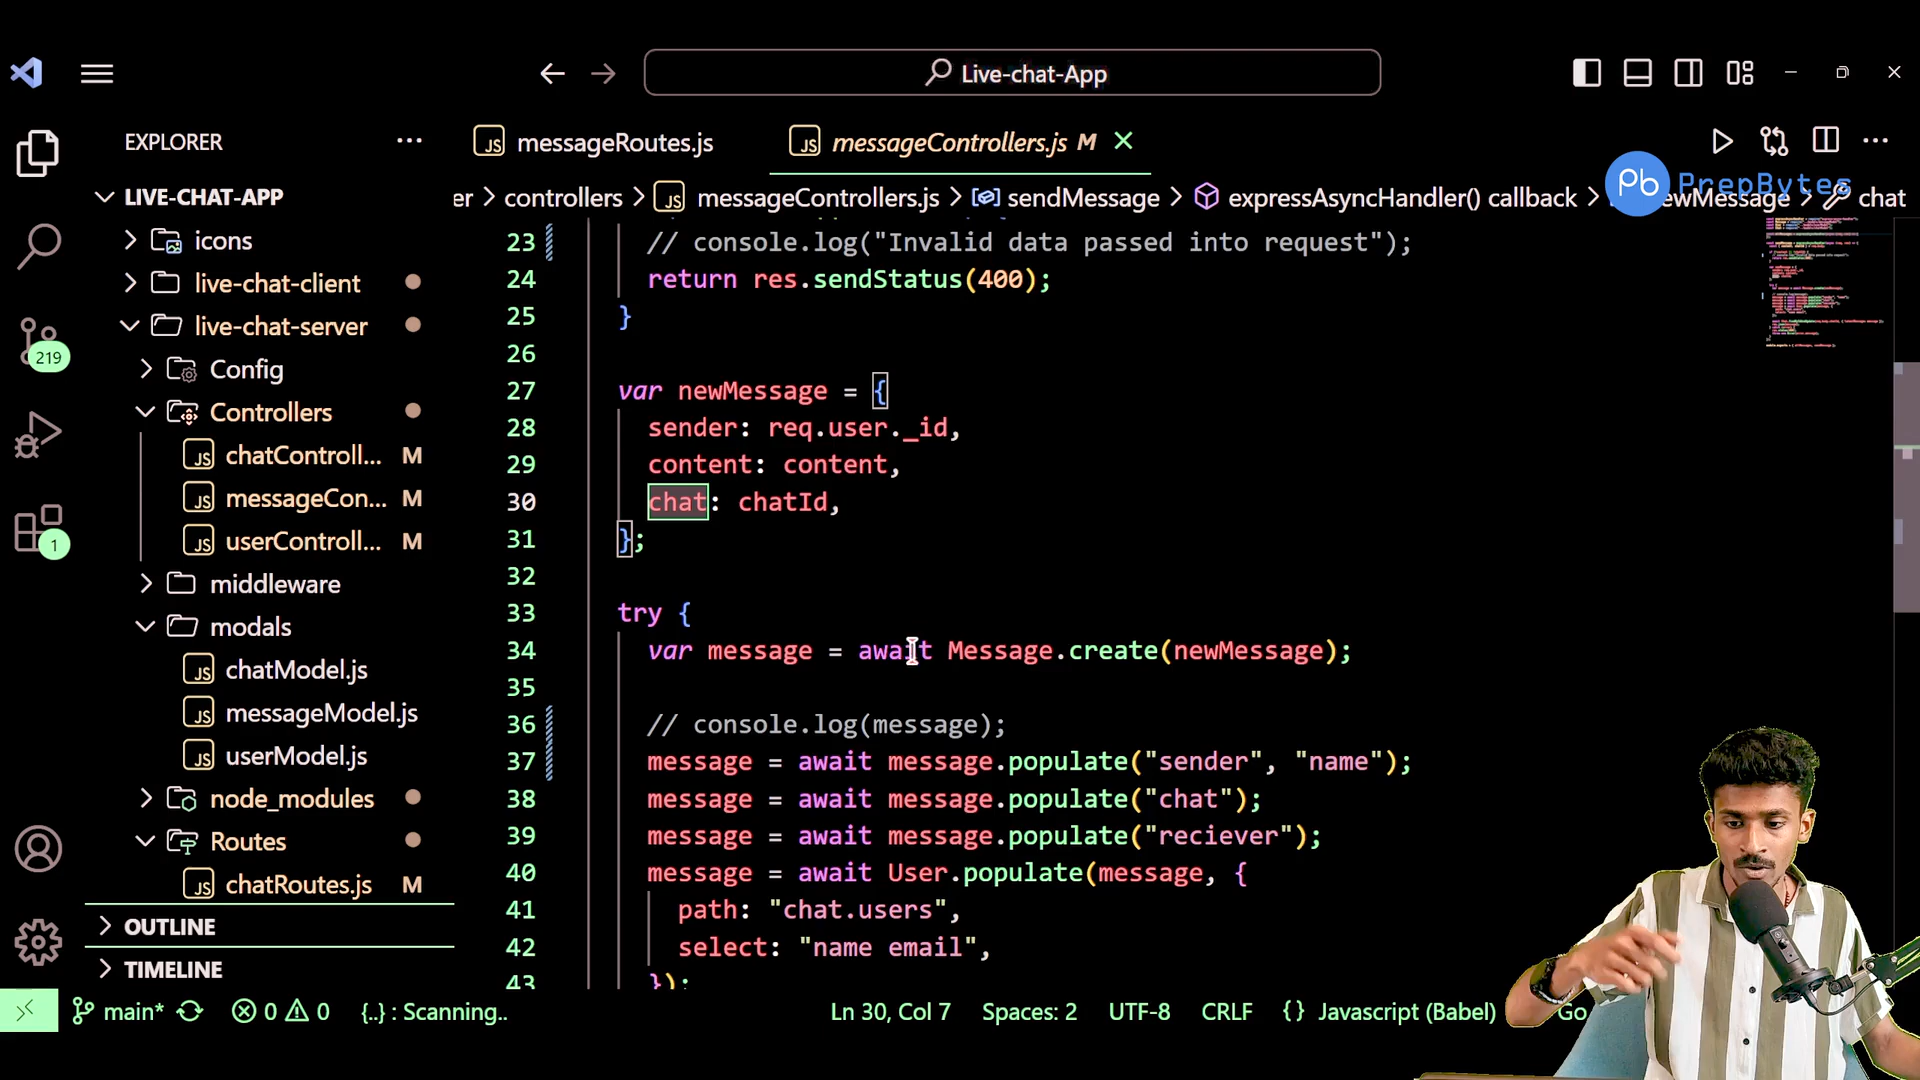 Live-chat-App
EXPLORER
messageRoutes.js
messageControllers.js M
LIVE-CHAT-APP
er > controllers > messageControllers.js > sendMessage > expressAsyncHandler() callback > newMessage > chat
Pb PrepBytes
icons
live-chat-client
live-chat-server
Config
Controllers
chatControll... M
messageCon... M
userControll... M
middleware
modals
chatModel.js
messageModel.js
userModel.js
node_modules
Routes
chatRoutes.js M
OUTLINE
TIMELINE
219
1
23 // console.log("Invalid data passed into request");
24 return res.sendStatus(400);
25 }
26
27 var newMessage = {
28 sender: req.user._id,
29 content: content,
30 chat: chatId,
31 };
32
33 try {
34 var message = await Message.create(newMessage);
35
36 // console.log(message);
37 message = await message.populate("sender", "name");
38 message = await message.populate("chat");
39 message = await message.populate("reciever");
40 message = await User.populate(message, {
41 path: "chat.users",
42 select: "name email",
43 });
main* 0 0 {..} : Scanning.. Ln 30, Col 7 Spaces: 2 UTF-8 CRLF {} Javascript (Babel) Go